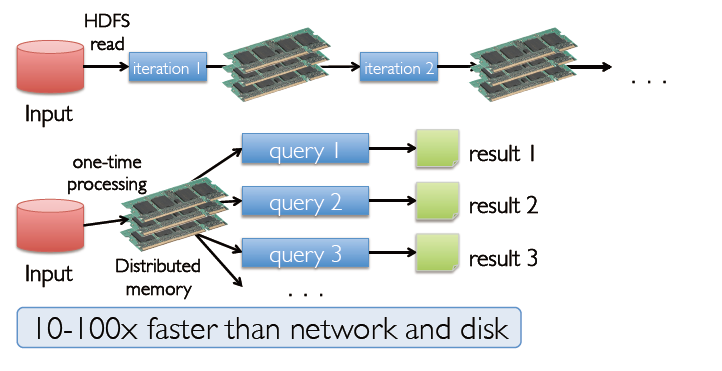 HDFS
read
iteration 1
iteration 2
. . .
Input
one-time
processing
query 1
result 1
query 2
result 2
Input
query 3
result 3
Distributed
memory
. . .
10-100x faster than network and disk